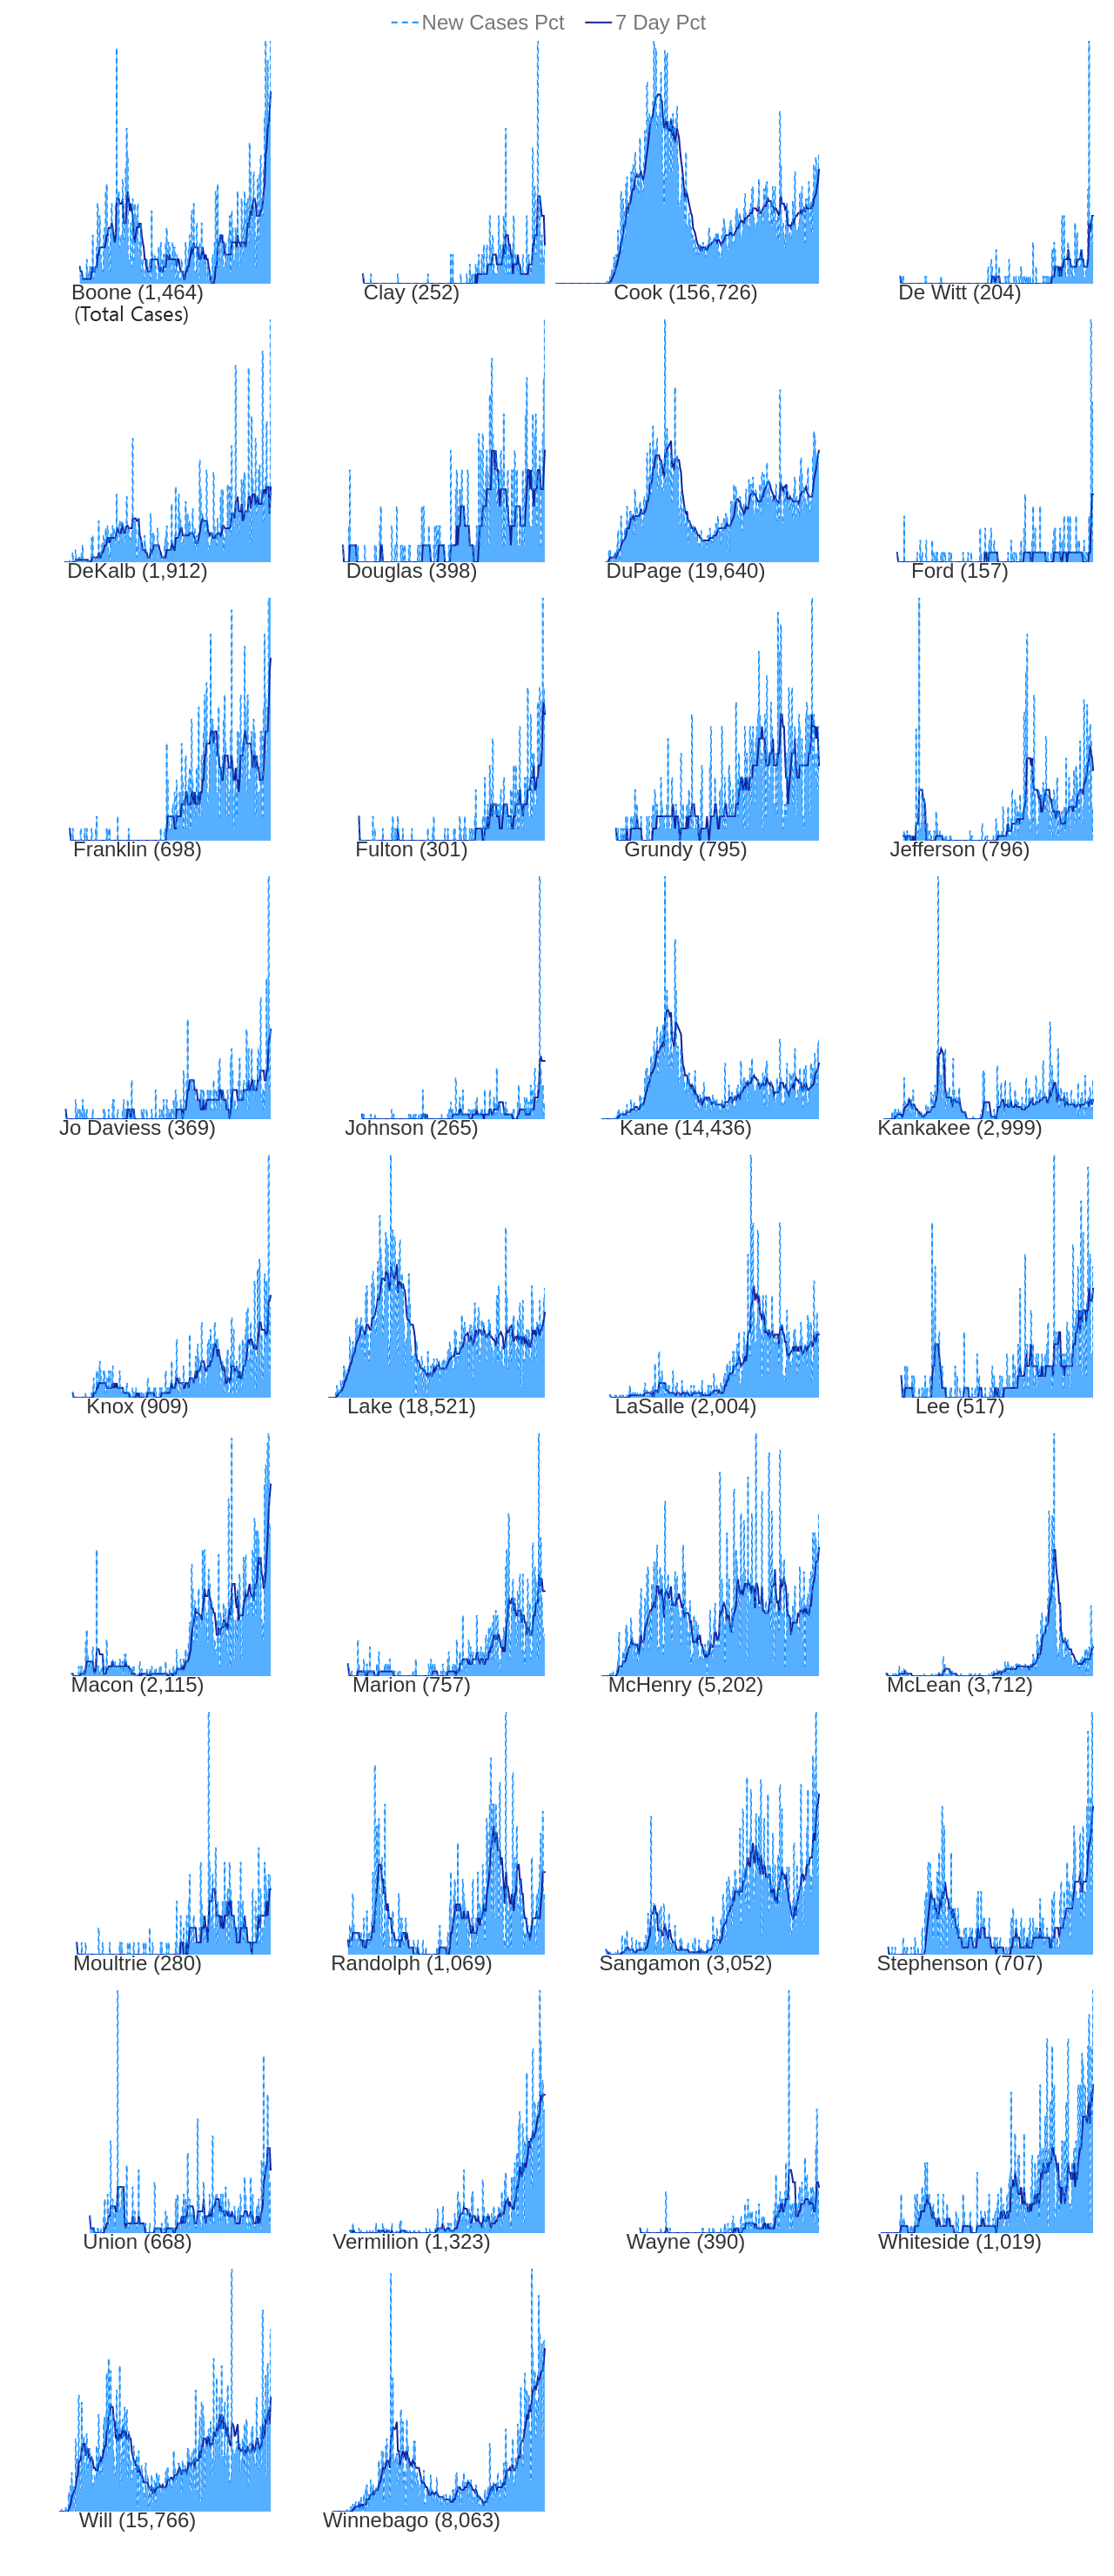 New Cases Pct 7 Day Pct
Boone (1,464) Clay (252) Cook (156,726) De Witt (204)
(Total Cases)
DeKalb (1,912) Douglas (398) DuPage (19,640) Ford (157)
Franklin (698) Fulton (301) Grundy (795) Jefferson (796)
Jo Daviess (369) Johnson (265) Kane (14,436) Kankakee (2,999)
Knox (909) Lake (18,521) LaSalle (2,004) Lee (517)
Macon (2,115) Marion (757) McHenry (5,202) McLean (3,712)
Moultrie (280) Randolph (1,069) Sangamon (3,052) Stephenson (707)
Union (668) Vermilion (1,323) Wayne (390) Whiteside (1,019)
Will (15,766) Winnebago (8,063)